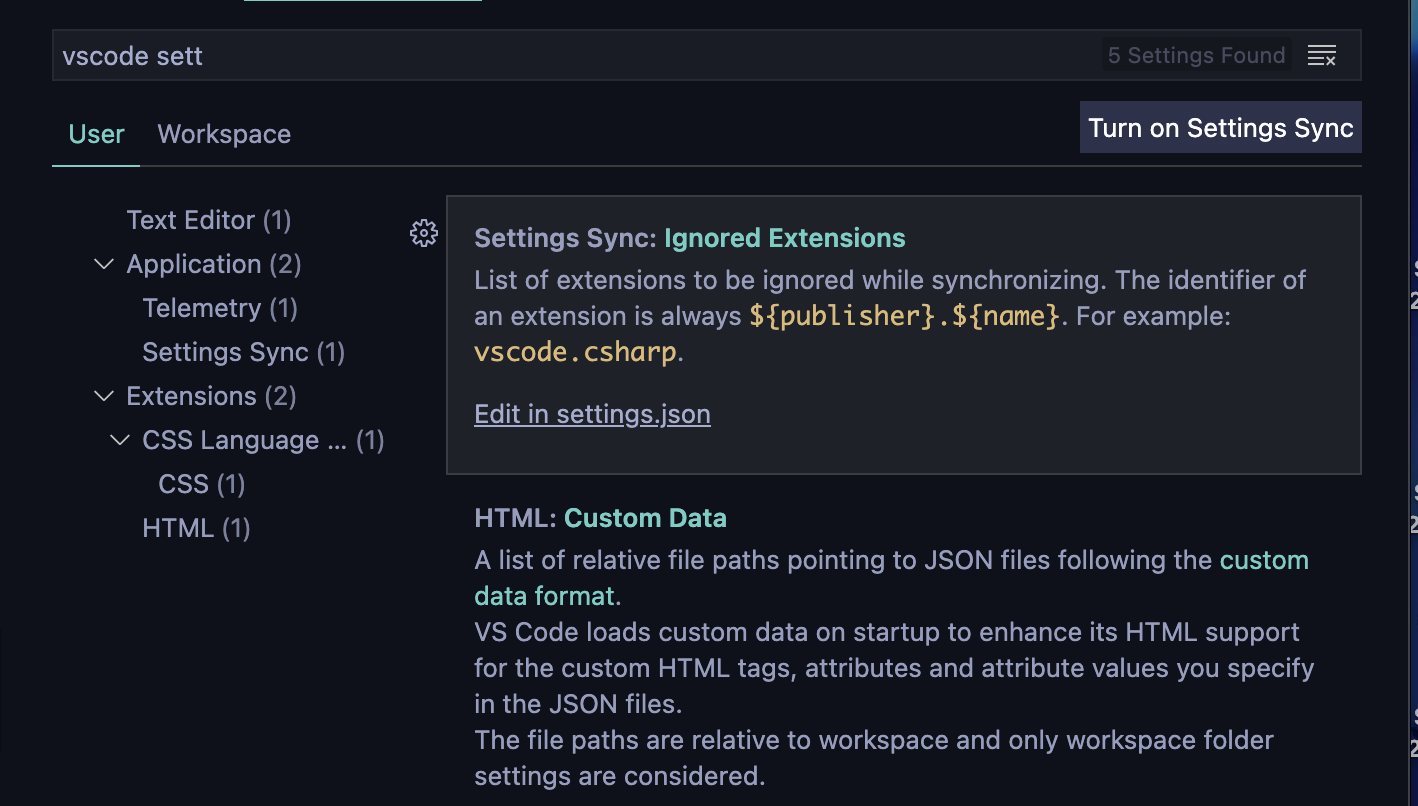 vscode sett
5 Settings Found
User
Workspace
Turn on Settings Sync
Text Editor (1)
Application (2)
Telemetry (1)
Settings Sync (1)
Extensions (2)
CSS Language ... (1)
CSS (1)
HTML (1)
Settings Sync: Ignored Extensions
List of extensions to be ignored while synchronizing. The identifier of
an extension is always ${publisher}.${name}. For example:
vscode.csharp.
Edit in settings.json
HTML: Custom Data
A list of relative file paths pointing to JSON files following the custom
data format.
VS Code loads custom data on startup to enhance its HTML support
for the custom HTML tags, attributes and attribute values you specify
in the JSON files.
The file paths are relative to workspace and only workspace folder
settings are considered.